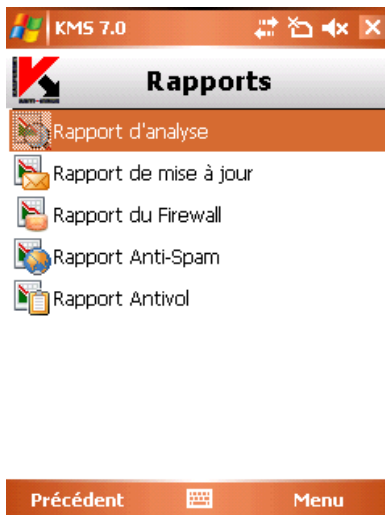 KMS 7.0
Rapports
Rapport d'analyse
Rapport de mise à jour
Rapport du Firewall
Rapport Anti-Spam
Rapport Antivol
Précédent
Menu